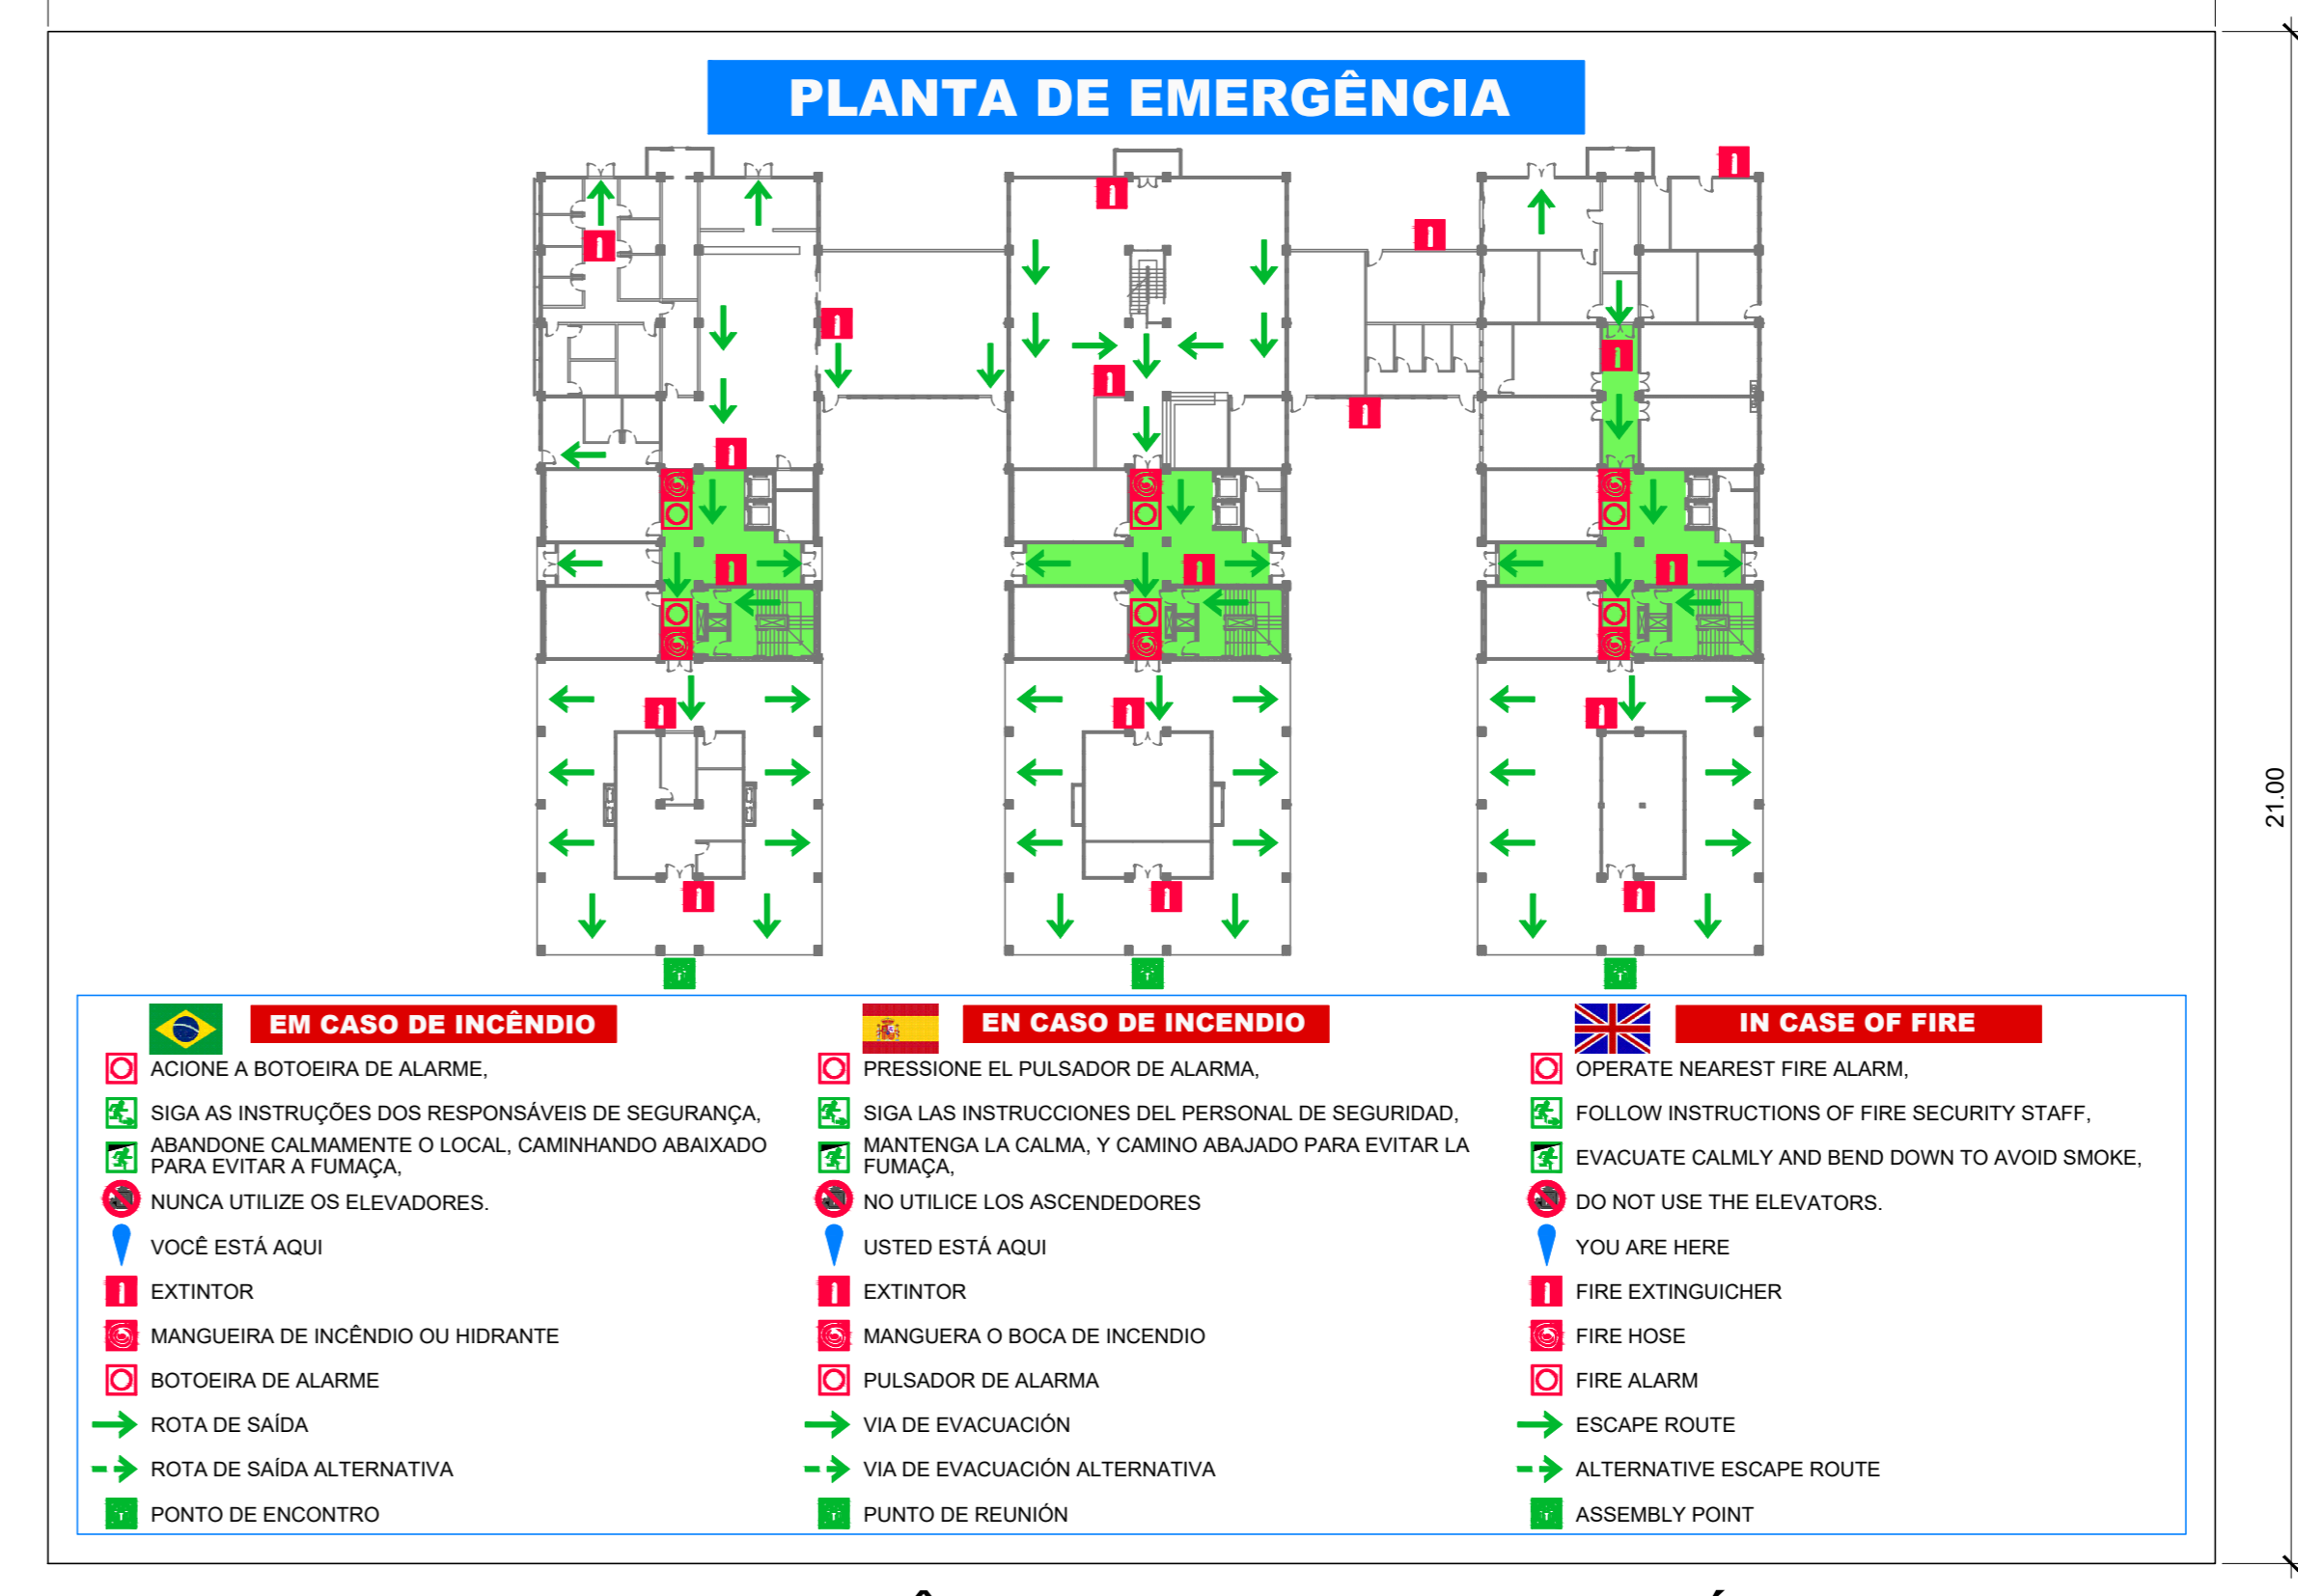 PLANTA DE EMERGÊNCIA
21.00
EM CASO DE INCÊNDIO
ACIONE A BOTOEIRA DE ALARME,
SIGA AS INSTRUÇÕES DOS RESPONSÁVEIS DE SEGURANÇA,
ABANDONE CALMAMENTE O LOCAL, CAMINHANDO ABAIXADO
PARA EVITAR A FUMAÇA,
NUNCA UTILIZE OS ELEVADORES.
VOCÊ ESTÁ AQUI
EXTINTOR
MANGUEIRA DE INCÊNDIO OU HIDRANTE
BOTOEIRA DE ALARME
ROTA DE SAÍDA
ROTA DE SAÍDA ALTERNATIVA
PONTO DE ENCONTRO
EN CASO DE INCENDIO
PRESSIONE EL PULSADOR DE ALARMA,
SIGA LAS INSTRUCCIONES DEL PERSONAL DE SEGURIDAD,
MANTENGA LA CALMA, Y CAMINO ABAJADO PARA EVITAR LA
FUMAÇA,
NO UTILICE LOS ASCENDEDORES
USTED ESTÁ AQUI
EXTINTOR
MANGUERA O BOCA DE INCENDIO
PULSADOR DE ALARMA
VIA DE EVACUACIÓN
VIA DE EVACUACIÓN ALTERNATIVA
PUNTO DE REUNIÓN
IN CASE OF FIRE
OPERATE NEAREST FIRE ALARM,
FOLLOW INSTRUCTIONS OF FIRE SECURITY STAFF,
EVACUATE CALMLY AND BEND DOWN TO AVOID SMOKE,
DO NOT USE THE ELEVATORS.
YOU ARE HERE
FIRE EXTINGUICHER
FIRE HOSE
FIRE ALARM
ESCAPE ROUTE
ALTERNATIVE ESCAPE ROUTE
ASSEMBLY POINT